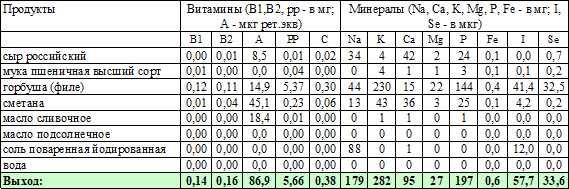 Продукты Витамины (B1,B2, рр - в мг; А - мкг рет.экв) Минералы (Na, Ca, K, Mg, P, Fe - в мг; I, Se - в мкг)
B1 B2 A PP C Na K Ca Mg P Fe I Se
сыр российский 0,00 0,01 8,5 0,01 0,02 34 4 42 2 24 0,1 0,0 0,7
мука пшеничная высший сорт 0,01 0,00 0,0 0,04 0,00 0 4 1 1 3 0,1 0,1 0,2
горбуша (филе) 0,12 0,11 14,9 5,37 0,30 44 230 15 22 144 0,4 41,4 32,5
сметана 0,01 0,04 45,1 0,23 0,06 13 43 36 3 25 0,1 4,2 0,2
масло сливочное 0,00 0,00 18,4 0,01 0,00 0 1 1 0 1 0,0 0,0 0,0
масло подсолнечное 0,00 0,00 0,0 0,00 0,00 0 0 0 0 0 0,0 0,0 0,0
соль поваренная йодированная 0,00 0,00 0,0 0,00 0,00 88 0 1 0 0 0,0 12,0 0,0
вода 0,00 0,00 0,0 0,00 0,00 0 0 0 0 0 0,0 0,0 0,0
Выход: 0,14 0,16 86,9 5,66 0,38 179 282 95 27 197 0,6 57,7 33,6